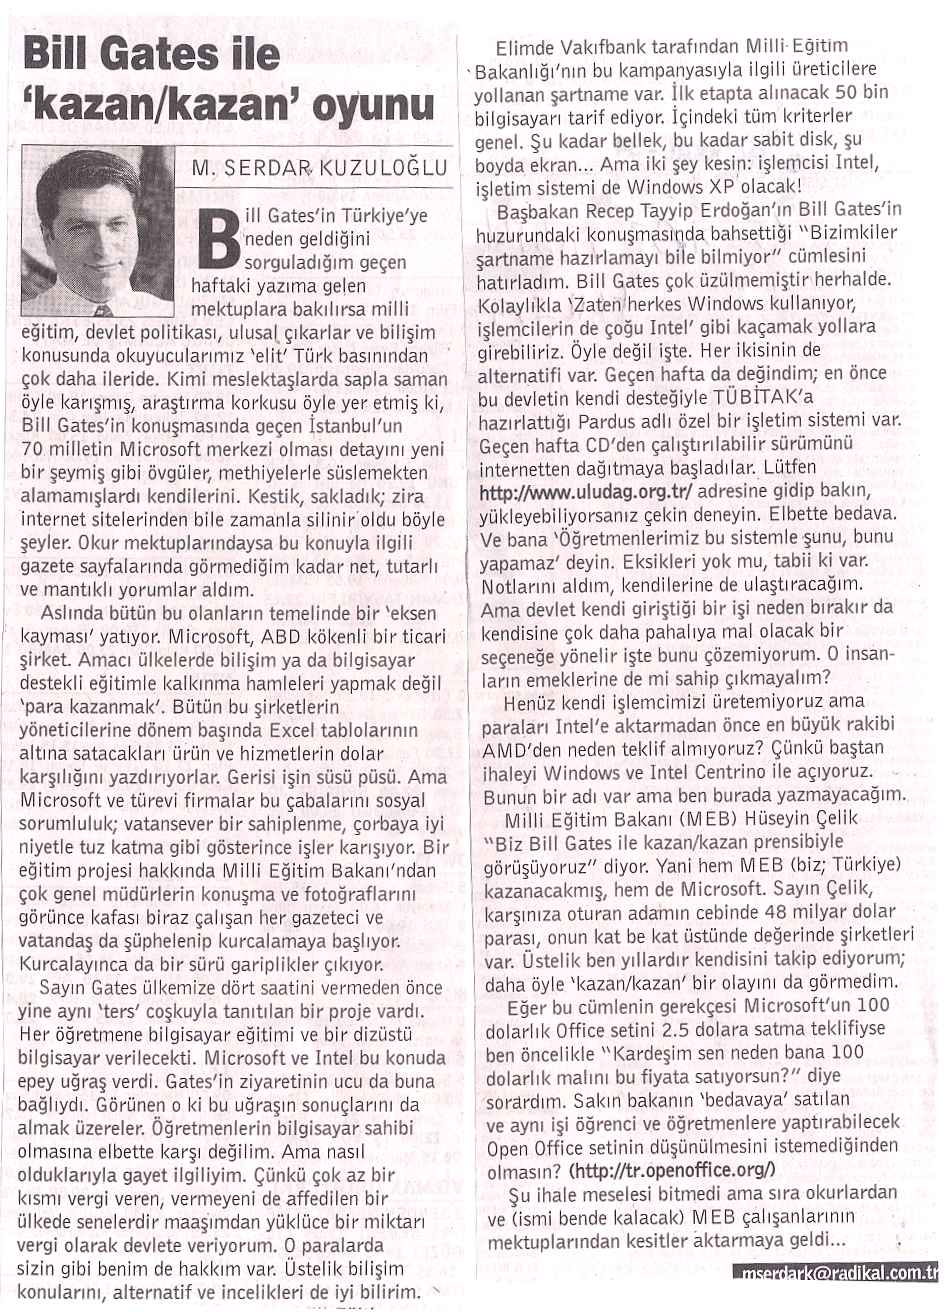 Bill Gates ile
‘kazan/kazan’ oyunu
M. SERDAR KUZULOĞLU
Bill Gates’in Türkiye’ye
neden geldiğini
sorguladığım geçen
haftaki yazıma gelen
mektuplara bakılırsa milli
eğitim, devlet politikası, ulusal çıkarlar ve bilişim
konusunda okuyucularımız ‘elit’ Türk basınından
çok daha ileride. Kimi meslektaşlarda sapla saman
öyle karışmış, araştırma korkusu öyle yer etmiş ki,
Bill Gates’in konuşmasında geçen İstanbul’un
70 milletin Microsoft merkezi olması detayını yeni
bir şeymiş gibi övgüler, methiyelerle süslemekten
alamamışlardı kendilerini. Kestik, sakladık; zira
internet sitelerinden bile zamanla silinir oldu böyle
şeyler. Okur mektuplarındaysa bu konuyla ilgili
gazete sayfalarında görmediğim kadar net, tutarlı
ve mantıklı yorumlar aldım.
Aslında bütün bu olanların temelinde bir ‘eksen
kayması’ yatıyor. Microsoft, ABD kökenli bir ticari
şirket. Amacı ülkelerde bilişim ya da bilgisayar
destekli eğitimle kalkınma hamleleri yapmak değil
‘para kazanmak’. Bütün bu şirketlerin
yöneticilerine dönem başında Excel tablolarının
altına satacakları ürün ve hizmetlerin dolar
karşılığını yazdırıyorlar. Gerisi işin süsü püsü. Ama
Microsoft ve türevi firmalar bu çabalarını sosyal
sorumluluk; vatansever bir sahiplenme, çorbaya iyi
niyetle tuz katma gibi gösterince işler karışıyor. Bir
eğitim projesi hakkında Milli Eğitim Bakanı’ndan
çok genel müdürlerin konuşma ve fotoğraflarını
görünce kafası biraz çalışan her gazeteci ve
vatandaş da şüphelenip kurcalamaya başlıyor.
Kurcalayınca da bir sürü gariplikler çıkıyor.
Sayın Gates ülkemize dört saatini vermeden önce
yine aynı ‘ters’ coşkuyla tanıtılan bir proje vardı.
Her öğretmene bilgisayar eğitimi ve bir dizüstü
bilgisayar verilecekti. Microsoft ve Intel bu konuda
epey uğraş verdi. Gates’in ziyaretinin ucu da buna
bağlıydı. Görünen o ki bu uğraşın sonuçlarını da
almak üzereler. Öğretmenlerin bilgisayar sahibi
olmasına elbette karşı değilim. Ama nasıl
olduklarıyla gayet ilgiliyim. Çünkü çok az bir
kısmı vergi veren, vermeyeni de affedilen bir
ülkede senelerdir maaşımdan yüklüce bir miktarı
vergi olarak devlete veriyorum. O paralarda
sizin gibi benim de hakkım var. Üstelik bilişim
konularını, alternatif ve incelikleri de iyi bilirim.
Elimde Vakıfbank tarafından Milli Eğitim
Bakanlığı’nın bu kampanyasıyla ilgili üreticilere
yollanan şartname var. İlk etapta alınacak 50 bin
bilgisayarı tarif ediyor. İçindeki tüm kriterler
genel. Şu kadar bellek, bu kadar sabit disk, şu
boyda ekran... Ama iki şey kesin: işlemcisi Intel,
işletim sistemi de Windows XP olacak!
Başbakan Recep Tayyip Erdoğan’ın Bill Gates’in
huzurundaki konuşmasında bahsettiği “Bizimkiler
şartname hazırlamayı bile bilmiyor” cümlesini
hatırladım. Bill Gates çok üzülmemiştir herhalde.
Kolaylıkla ‘Zaten herkes Windows kullanıyor,
işlemcilerin de çoğu Intel’ gibi kaçamak yollara
girebiliriz. Öyle değil işte. Her ikisinin de
alternatifi var. Geçen hafta da değindim; en önce
bu devletin kendi desteğiyle TÜBİTAK’a
hazırlattığı Pardus adlı özel bir işletim sistemi var.
Geçen hafta CD’den çalıştırılabilir sürümünü
internetten dağıtmaya başladılar. Lütfen
http://www.uludag.org.tr/ adresine gidip bakın,
yükleyebiliyorsanız çekin deneyin. Elbette bedava.
Ve bana ‘Öğretmenlerimiz bu sistemle şunu, bunu
yapamaz’ deyin. Eksikleri yok mu, tabii ki var.
Notlarını aldım, kendilerine de ulaştıracağım.
Ama devlet kendi giriştiği bir işi neden bırakır da
kendisine çok daha pahalıya mal olacak bir
seçeneğe yönelir işte bunu çözemiyorum. O insan-
ların emeklerine de mi sahip çıkmayalım?
Henüz kendi işlemcimizi üretemiyoruz ama
paraları Intel’e aktarmadan önce en büyük rakibi
AMD’den neden teklif almıyoruz? Çünkü baştan
ihaleyi Windows ve Intel Centrino ile açıyoruz.
Bunun bir adı var ama ben burada yazmayacağım.
Milli Eğitim Bakanı (MEB) Hüseyin Çelik
“Biz Bill Gates ile kazan/kazan prensibiyle
görüşüyoruz” diyor. Yani hem MEB (biz; Türkiye)
kazanacakmış, hem de Microsoft. Sayın Çelik,
karşınıza oturan adamın cebinde 48 milyar dolar
parası, onun kat be kat üstünde değerinde şirketleri
var. Üstelik ben yıllardır kendisini takip ediyorum;
daha öyle ‘kazan/kazan’ bir olayını da görmedim.
Eğer bu cümlenin gerekçesi Microsoft’un 100
dolarlık Office setini 2.5 dolara satma teklifiyse
ben öncelikle “Kardeşim sen neden bana 100
dolarlık malını bu fiyata satıyorsun?” diye
sorardım. Sakın bakanın ‘bedavaya’ satılan
ve aynı işi öğrenci ve öğretmenlere yaptırabilecek
Open Office setinin düşünülmesini istemediğinden
olmasın? (http://tr.openoffice.org/)
Şu ihale meselesi bitmedi ama sıra okurlardan
ve (ismi bende kalacak) MEB çalışanlarının
mektuplarından kesitler aktarmaya geldi...
mserdark@radikal.com.tr